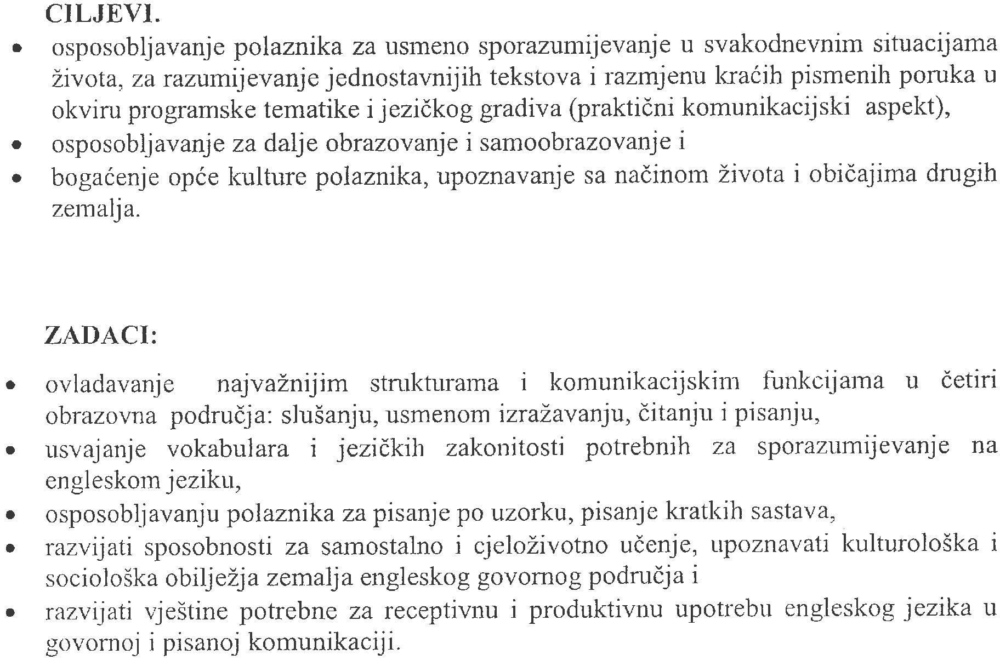 CILJEVI.
• osposobljavanje polaznika za usmeno sporazumijevanje u svakodnevnim situacijama
života, za razumijevanje jednostavnijih tekstova i razmjenu kraćih pismenih poruka u
okviru programske tematike i jezičkog gradiva (praktični komunikacijski aspekt),
• osposobljavanje za dalje obrazovanje i samoobrazovanje i
• bogaćenje opće kulture polaznika, upoznavanje sa načinom života i običajima drugih
zemalja.
ZADACI:
• ovladavanje najvažnijim strukturama i komunikacijskim funkcijama u četiri
obrazovna područja: slušanju, usmenom izražavanju, čitanju i pisanju,
• usvajanje vokabulara i jezičkih zakonitosti potrebnih za sporazumijevanje na
engleskom jeziku,
• osposobljavanju polaznika za pisanje po uzorku, pisanje kratkih sastava,
• razvijati sposobnosti za samostalno i cjeloživotno učenje, upoznavati kulturološka i
sociološka obilježja zemalja engleskog govornog područja i
• razvijati vještine potrebne za receptivnu i produktivnu upotrebu engleskog jezika u
govornoj i pisanoj komunikaciji.